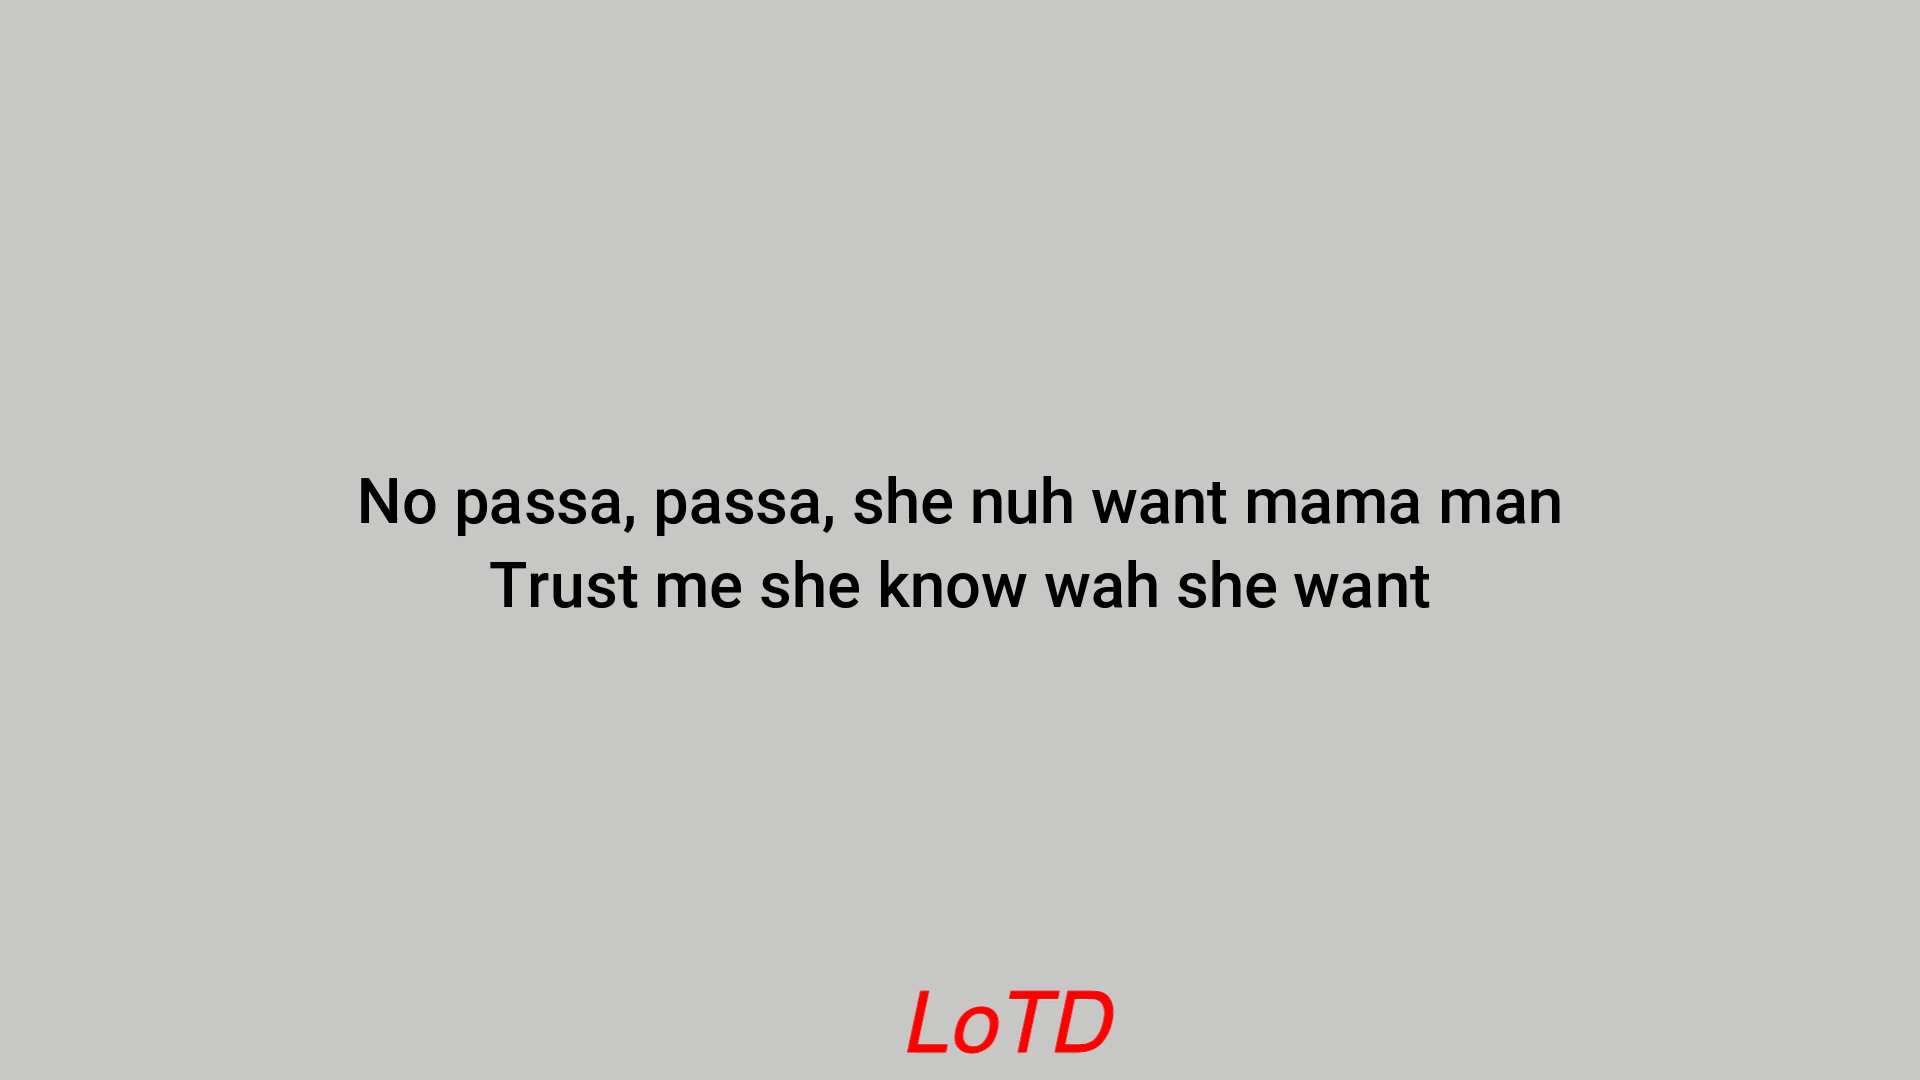 No passa, passa, she nuh want mama man
Trust me she know wah she want
LoTD